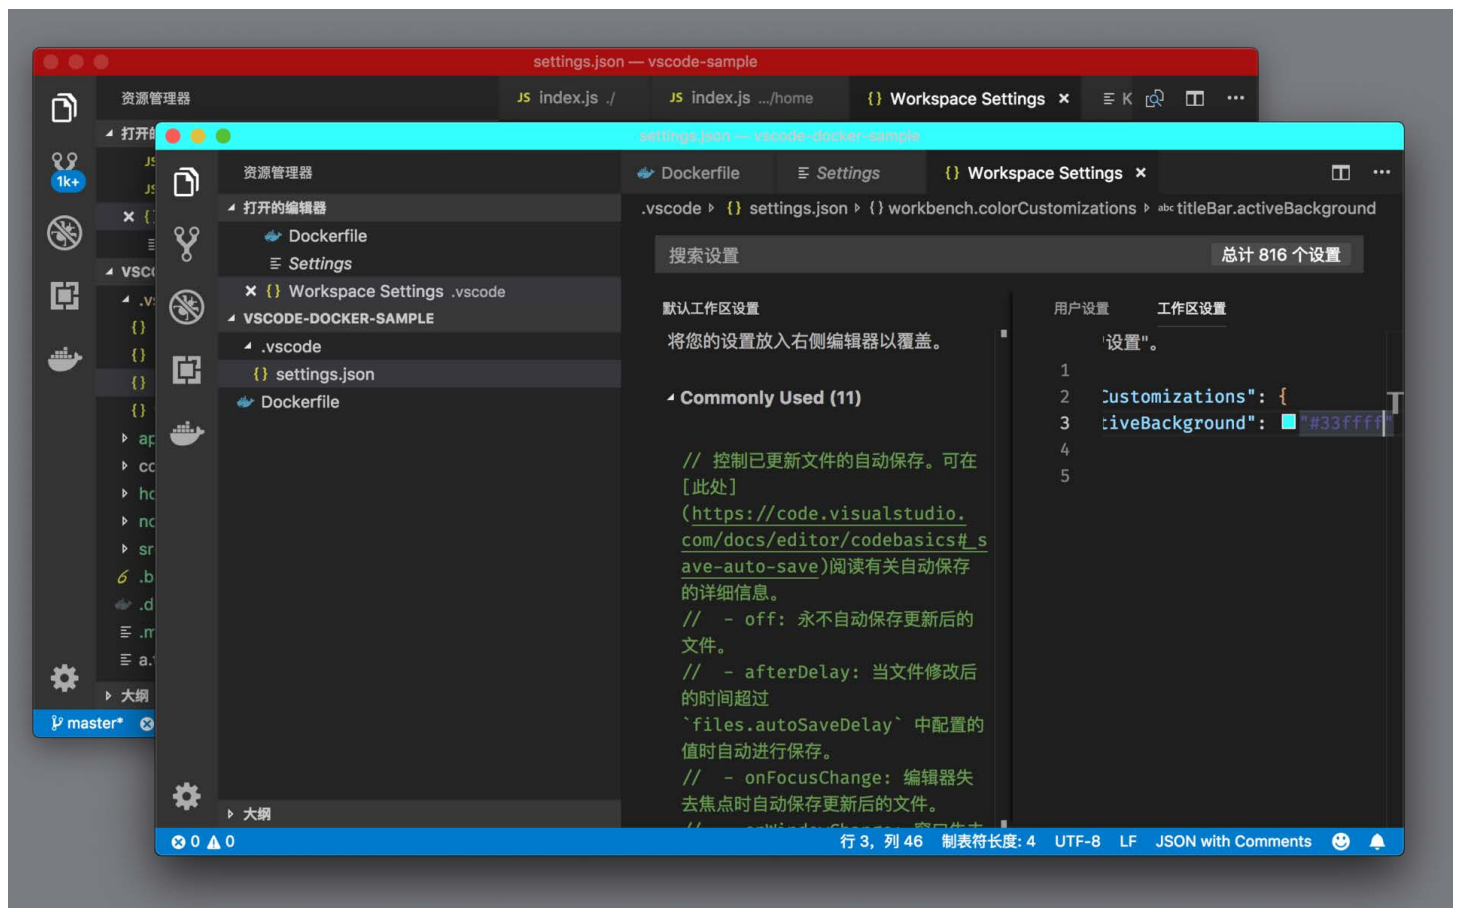 settings.json — vscode-sample
资源管理器
JS index.js ./
JS index.js .../home
{} Workspace Settings ×
K
1k+
VSC
.v
ap
co
ho
no
sr
.b
.d
.m
a.
大纲
master*
settings.json — vscode-docker-sample
资源管理器
打开的编辑器
Dockerfile
Settings
× {} Workspace Settings .vscode
VSCODE-DOCKER-SAMPLE
.vscode
{} settings.json
Dockerfile
大纲
Dockerfile
Settings
{} Workspace Settings ×
.vscode {} settings.json {} workbench.colorCustomizations abc titleBar.activeBackground
搜索设置
总计 816 个设置
默认工作区设置
将您的设置放入右侧编辑器以覆盖。
Commonly Used (11)
// 控制已更新文件的自动保存。可在
[此处]
(https://code.visualstudio.
com/docs/editor/codebasics#_s
ave-auto-save)阅读有关自动保存
的详细信息。
// - off: 永不自动保存更新后的
文件。
// - afterDelay: 当文件修改后
的时间超过
`files.autoSaveDelay` 中配置的
值时自动进行保存。
// - onFocusChange: 编辑器失
去焦点时自动保存更新后的文件。
用户设置
工作区设置
"设置"。
1
2 Customizations": {
3 tiveBackground": "#33ffff"
4
5
0 0
行 3，列 46
制表符长度: 4
UTF-8
LF
JSON with Comments